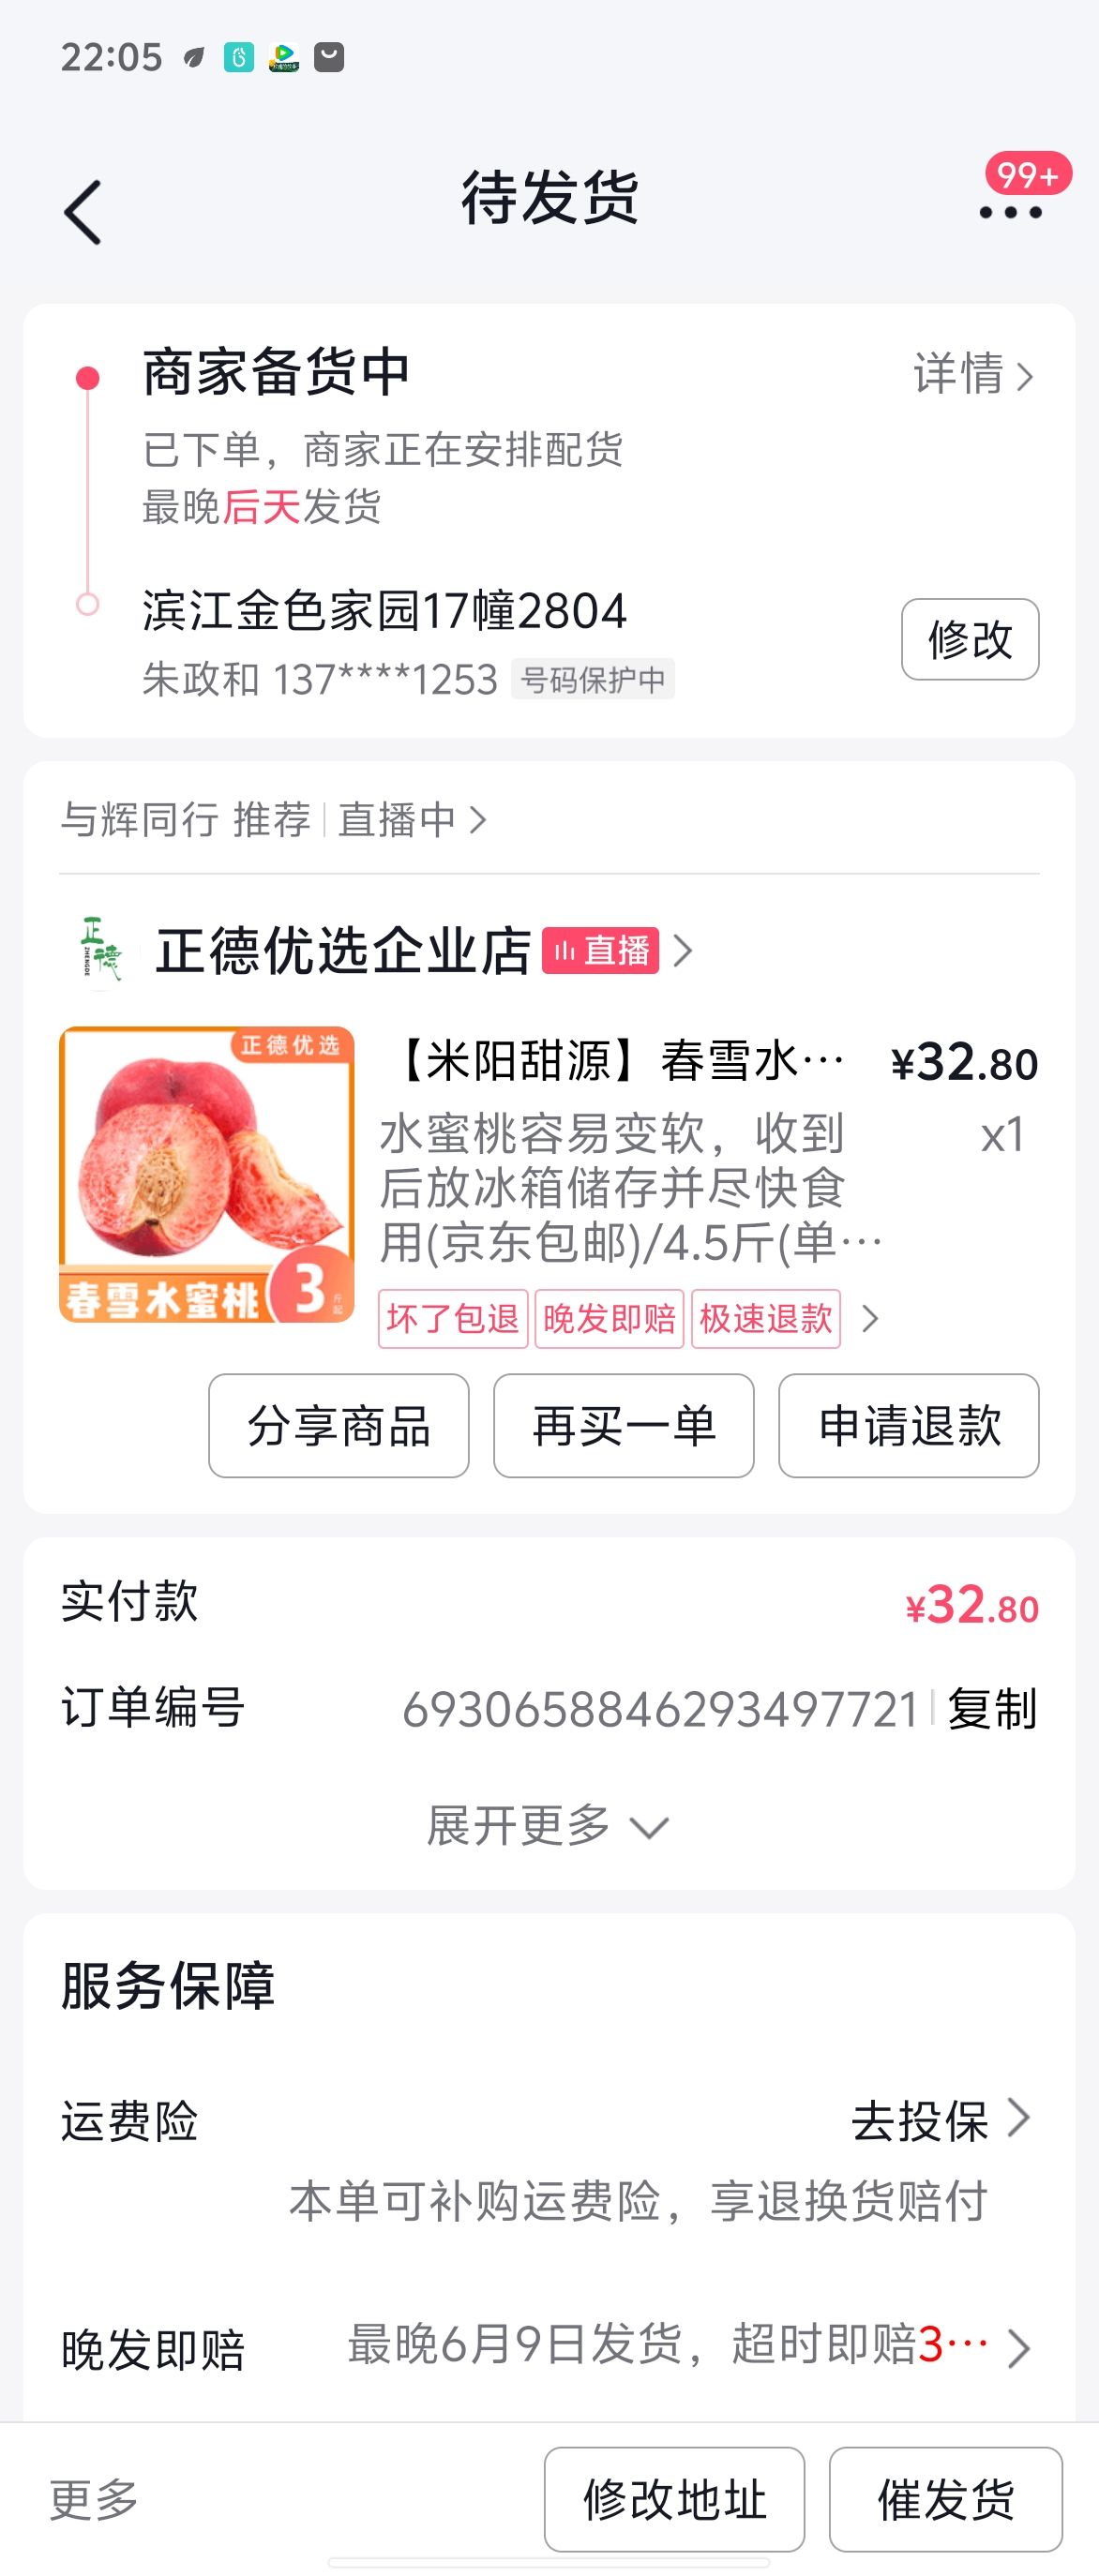 22:05
待发货
99+
商家备货中
详情
已下单，商家正在安排配货
最晚后天发货
滨江金色家园17幢2804
修改
朱政和 137****1253 号码保护中
与辉同行 推荐 | 直播中
正德优选企业店 直播
正德
ZHENGDE
正德优选
春雪水蜜桃 3斤起
【米阳甜源】春雪水… ¥32.80
水蜜桃容易变软，收到 x1
后放冰箱储存并尽快食
用(京东包邮)/4.5斤(单…
坏了包退 晚发即赔 极速退款
分享商品 再买一单 申请退款
实付款 ¥32.80
订单编号 6930658846293497721 | 复制
展开更多
服务保障
运费险 去投保
本单可补购运费险，享退换货赔付
晚发即赔 最晚6月9日发货，超时即赔3…
更多 修改地址 催发货